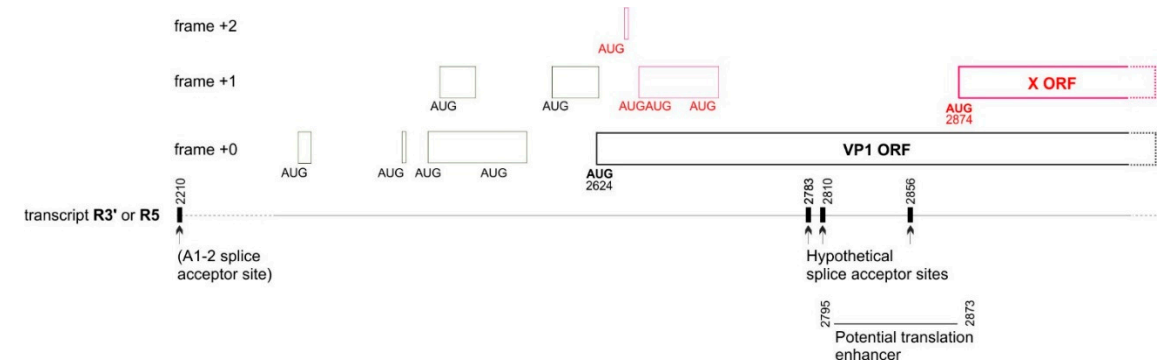 frame +2
AUG
frame +1
X ORF
AUG
AUG
AUGAUG
AUG
AUG
2874
frame +0
VP1 ORF
AUG
AUG
AUG
AUG
AUG
2624
2210
2783
2810
2856
transcript R3' or R5
(A1-2 splice
acceptor site)
Hypothetical
splice acceptor sites
2795
2873
Potential translation
enhancer